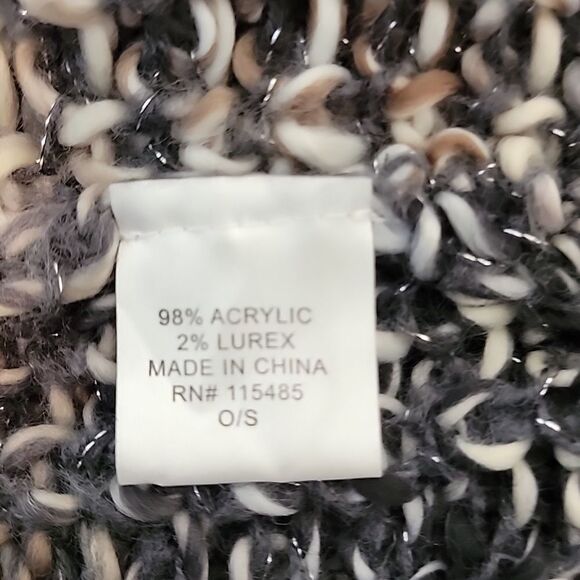 98% ACRYLIC
2% LUREX
MADE IN CHINA
RN# 115485
O/S